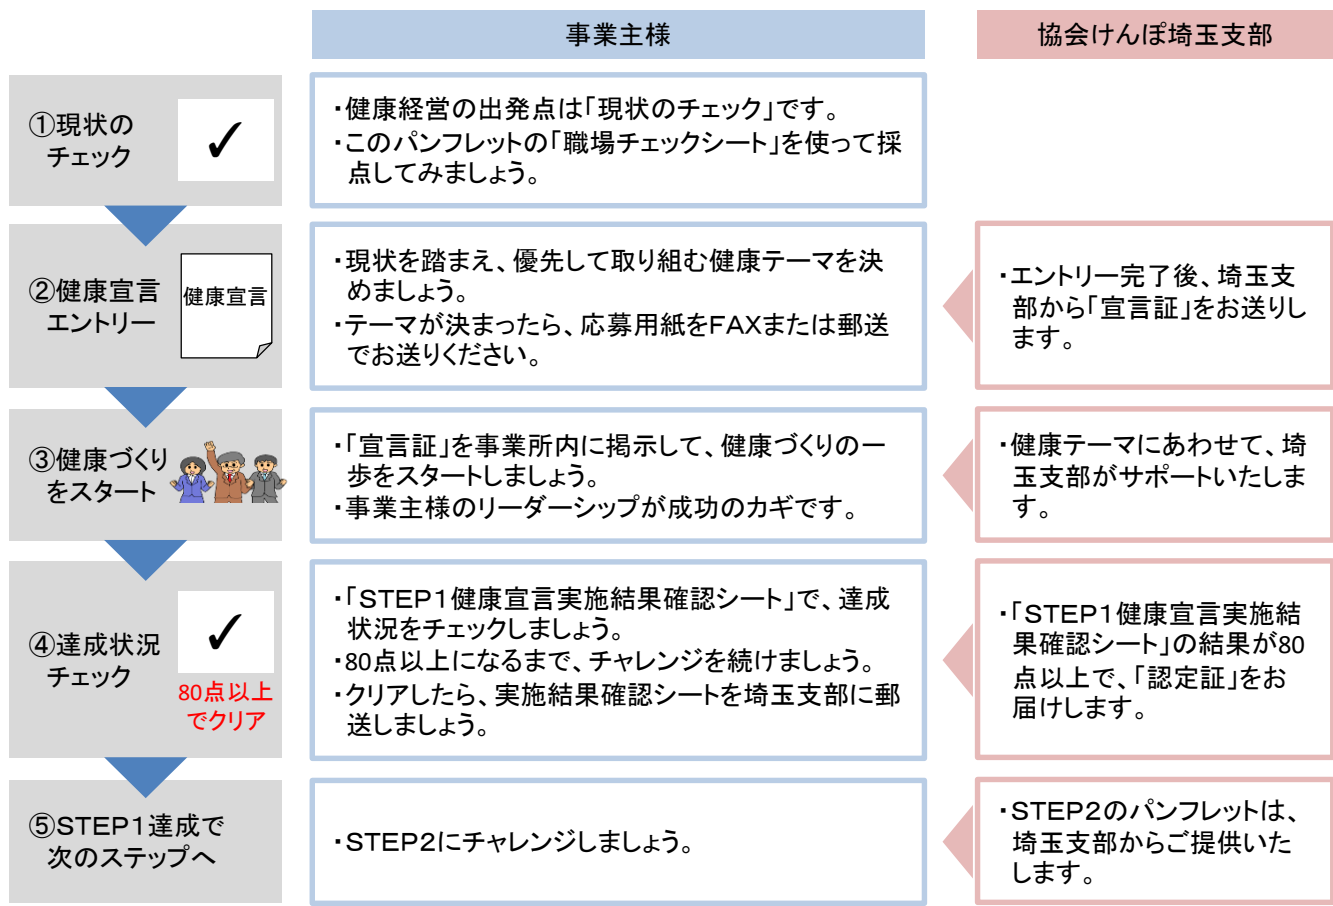 事業主様
協会けんぽ埼玉支部
①現状の
チェック
✓
・健康経営の出発点は「現状のチェック」です。
・このパンフレットの「職場チェックシート」を使って採
点してみましょう。
②健康宣言
エントリー
健康宣言
・現状を踏まえ、優先して取り組む健康テーマを決
めましょう。
・テーマが決まったら、応募用紙をFAXまたは郵送
でお送りください。
・エントリー完了後、埼玉支
部から「宣言証」をお送りし
ます。
③健康づくり
をスタート
・「宣言証」を事業所内に掲示して、健康づくりの一
歩をスタートしましょう。
・事業主様のリーダーシップが成功のカギです。
・健康テーマにあわせて、埼
玉支部がサポートいたしま
す。
④達成状況
チェック
✓
80点以上
でクリア
・「STEP1健康宣言実施結果確認シート」で、達成
状況をチェックしましょう。
・80点以上になるまで、チャレンジを続けましょう。
・クリアしたら、実施結果確認シートを埼玉支部に郵
送しましょう。
・「STEP1健康宣言実施結
果確認シート」の結果が80
点以上で、「認定証」をお
届けします。
⑤STEP1達成で
次のステップへ
・STEP2にチャレンジしましょう。
・STEP2のパンフレットは、
埼玉支部からご提供いた
します。